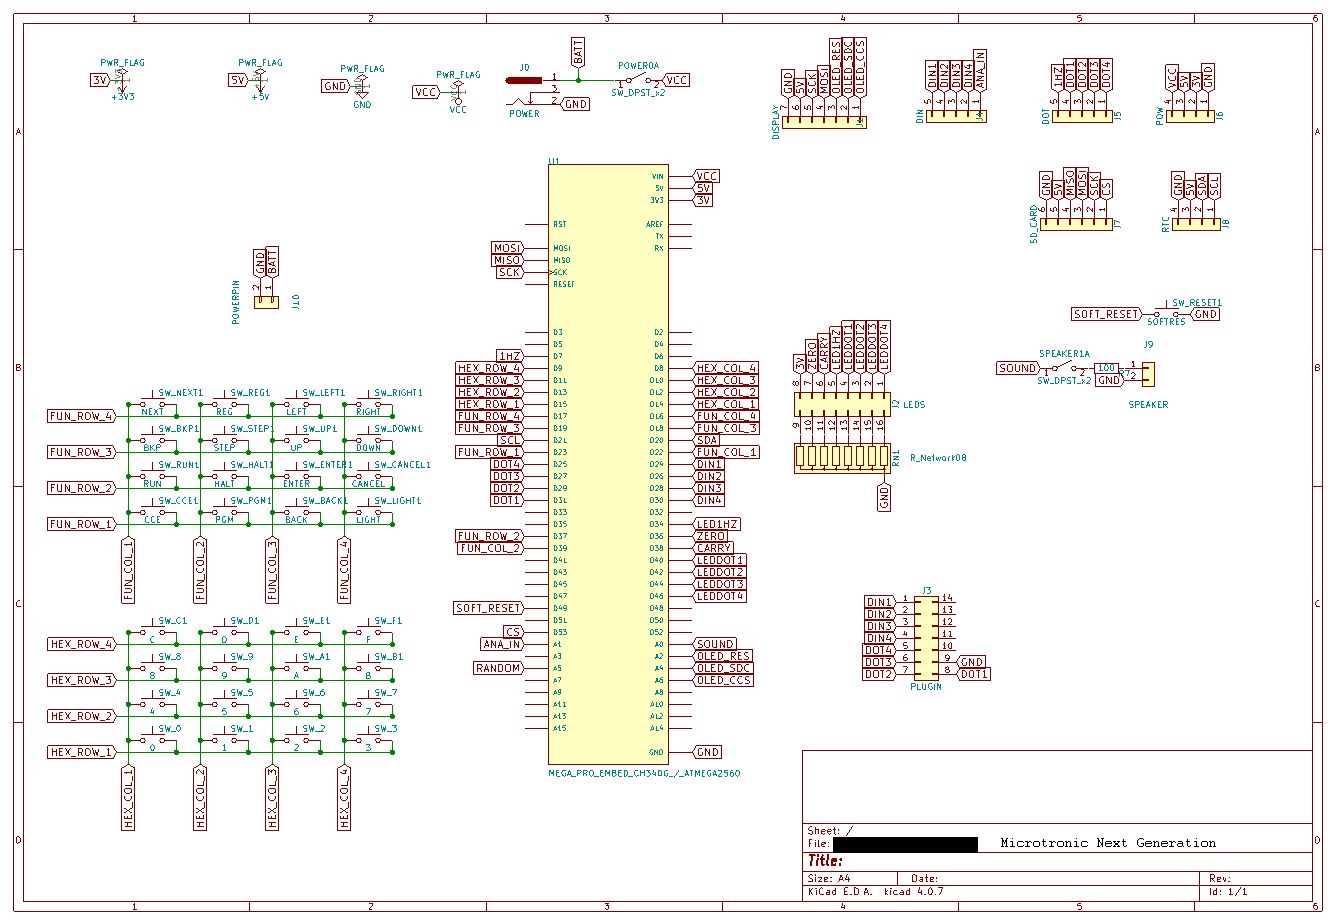 1 2 3 4 5 6
PWR_FLAG PWR_FLAG PWR_FLAG PWR_FLAG
3V 5V GND VCC
+3V3 +5V GND VCC
J0 BATT POWER0A
1 3 2
POWER GND
1 2 VCC
SW_DPST_x2
GND 5V SCK MOSI OLED_RES OLED_SDC OLED_CCS
7 6 5 4 3 2 1
DISPLAY
DIN1 DIN2 DIN3 DIN4 ANA_IN
5 4 3 2 1
DIN
1HZ DOT1 DOT2 DOT3 DOT4
5 4 3 2 1
DOT J5
VCC 5V 3V GND
4 3 2 1
POW J6
A A
GND 5V MISO MOSI SCK CS
6 5 4 3 2 1
SD_CARD J7
GND 5V SDA SCL
4 3 2 1
RTC J8
U1
VIN VCC
5V 5V
3V3 3V
RST AREF
TX
MOSI MOSI RX
MISO MISO
SCK SCK
RESET
D3 D2
D5 D4
1HZ D7 D6
HEX_ROW_4 D9 D8 HEX_COL_4
HEX_ROW_3 HEX_COL_3
HEX_ROW_2 D13 HEX_COL_2
HEX_ROW_1 D15 HEX_COL_1
FUN_ROW_4 D17 FUN_COL_4
FUN_ROW_3 D19 FUN_COL_3
SCL D20 SDA
FUN_ROW_1 D23 D22 FUN_COL_1
DOT4 D25 D24 DIN1
DOT3 D27 D26 DIN2
DOT2 D29 D28 DIN3
DOT1 D30 DIN4
D33 D32
D35 D34 LED1HZ
FUN_ROW_2 D37 D36 ZERO
FUN_COL_2 D39 D38 CARRY
D40 LEDDOT1
D43 D42 LEDDOT2
D45 D44 LEDDOT3
D47 D46 LEDDOT4
SOFT_RESET D49 D48
D50
CS D53 D52
ANA_IN A1 A0 SOUND
A3 A2 OLED_RES
RANDOM A5 A4 OLED_SDC
A7 A6 OLED_CCS
A9 A8
A11 A10
A13 A12
A15 A14
GND GND
MEGA_PRO_EMBED_CH340G_/_ATMEGA2560
GND BATT
2 1
POWERPIN J10
SW_RESET1
SOFT_RESET GND
SOFTRES
J9
SPEAKER1A
SOUND 1 2 100 1
SW_DPST_x2 GND 2
SPEAKER
3V ZERO CARRY LED1HZ LEDDOT1 LEDDOT2 LEDDOT3 LEDDOT4
8 7 6 5 4 3 2 1
J2 LEDS
9 10 11 12 13 14 15 16
RN1 R_Network08
GND
B B
SW_NEXT1 SW_REG1 SW_LEFT1 SW_RIGHT1
FUN_ROW_4 NEXT REG LEFT RIGHT
SW_BKP1 SW_STEP1 SW_UP1 SW_DOWN1
FUN_ROW_3 BKP STEP UP DOWN
SW_RUN1 SW_HALT1 SW_ENTER1 SW_CANCEL1
FUN_ROW_2 RUN HALT ENTER CANCEL
SW_CCE1 SW_PGM1 SW_BACK1 SW_LIGHT1
FUN_ROW_1 CCE PGM BACK LIGHT
FUN_COL_1 FUN_COL_2 FUN_COL_3 FUN_COL_4
C C
SW_C1 SW_D1 SW_E1 SW_F1
HEX_ROW_4 C D E F
SW_8 SW_9 SW_A1 SW_B1
HEX_ROW_3 8 9 A B
SW_4 SW_5 SW_6 SW_7
HEX_ROW_2 4 5 6 7
SW_0 SW_1 SW_2 SW_3
HEX_ROW_1 0 1 2 3
HEX_COL_1 HEX_COL_2 HEX_COL_3 HEX_COL_4
J3
DIN1 1 14
DIN2 2 13
DIN3 3 12
DIN4 4 11
DOT4 5 10
DOT3 6 9 GND
DOT2 7 8 DOT1
PLUGIN
D D
Sheet: /
File: Microtronic Next Generation
Title:
Size: A4 Date: Rev:
KiCad E.D.A. kicad 4.0.7 Id: 1/1
1 2 3 4 5 6